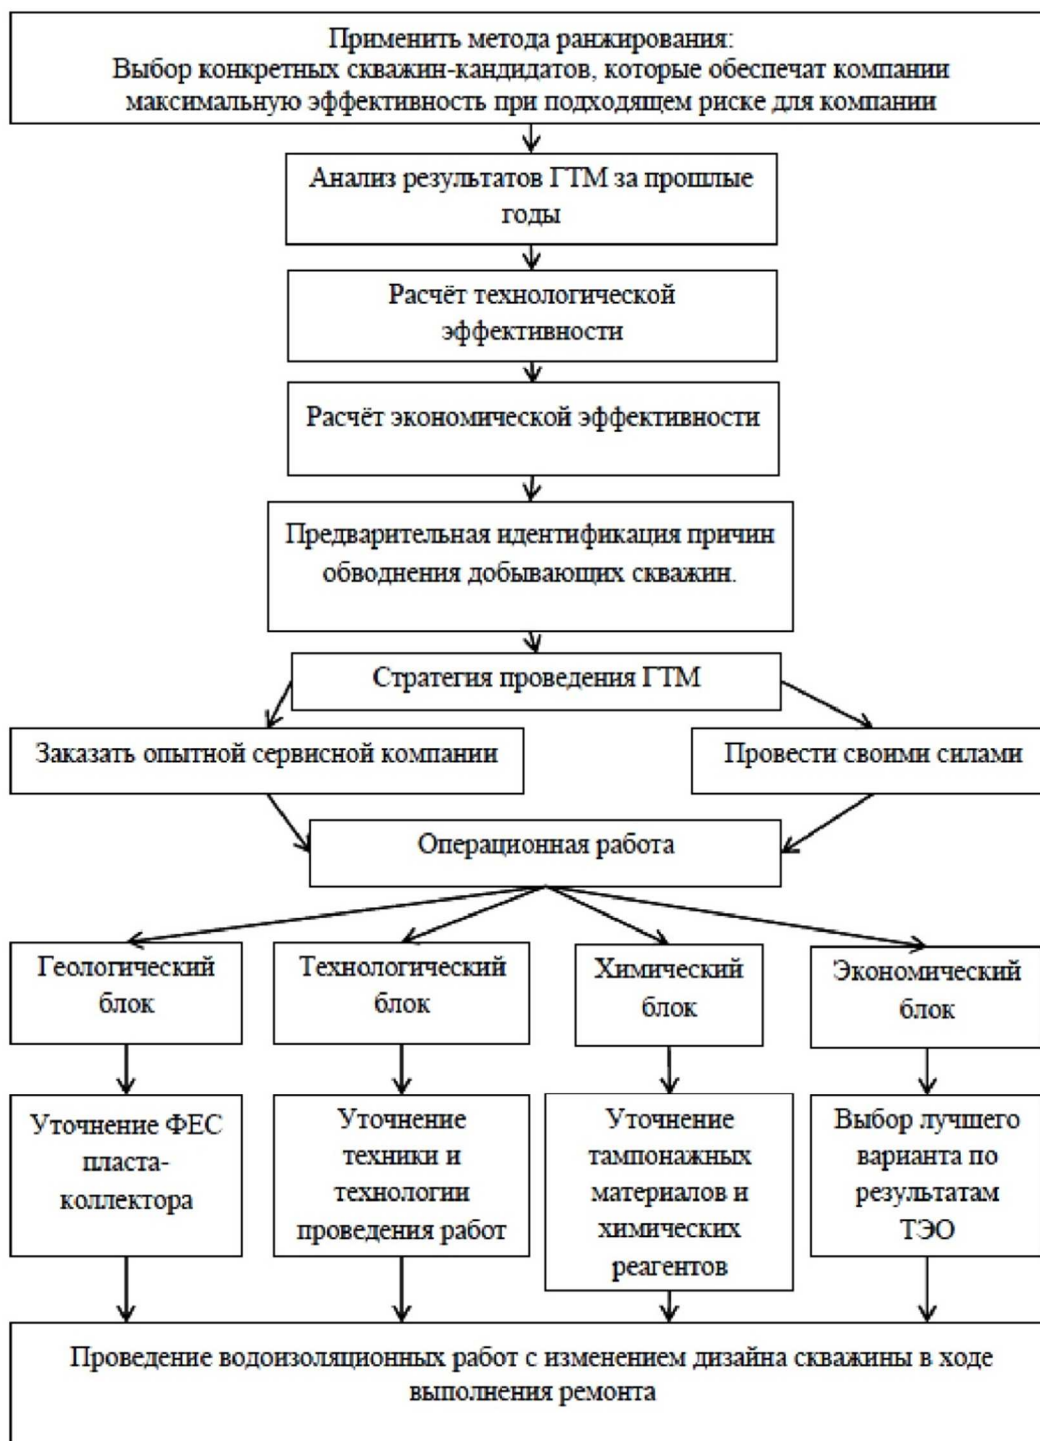 Применить метода ранжирования:
Выбор конкретных скважин-кандидатов, которые обеспечат компании
максимальную эффективность при подходящем риске для компании
Анализ результатов ГТМ за прошлые
годы
Расчёт технологической
эффективности
Расчёт экономической эффективности
Предварительная идентификация причин
обводнения добывающих скважин.
Стратегия проведения ГТМ
Заказать опытной сервисной компании
Провести своими силами
Операционная работа
Геологический
блок
Технологический
блок
Химический
блок
Экономический
блок
Уточнение ФЕС
пласта-
коллектора
Уточнение
техники и
технологии
проведения работ
Уточнение
тампонажных
материалов и
химических
реагентов
Выбор лучшего
варианта по
результатам
ТЭО
Проведение водоизоляционных работ с изменением дизайна скважины в ходе
выполнения ремонта